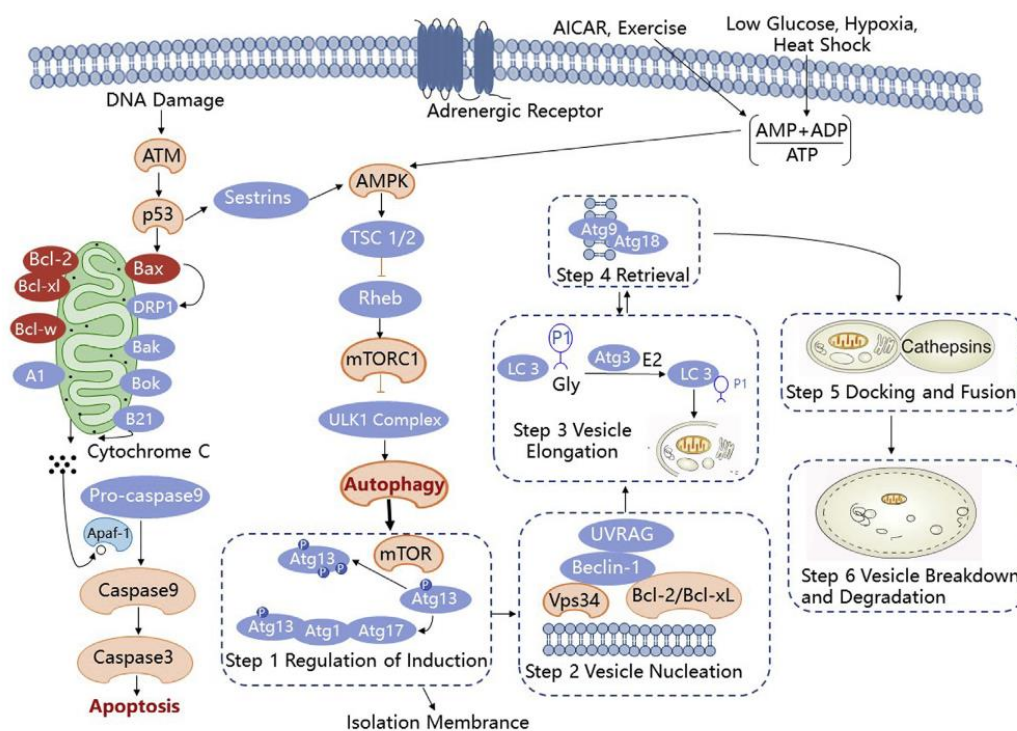 AICAR, Exercise
Low Glucose, Hypoxia,
Heat Shock
DNA Damage
Adrenergic Receptor
AMP+ADP
ATP
ATM
AMPK
p53
Sestrins
TSC 1/2
Bcl-2
Bcl-xl
Bax
DRP1
Bcl-w
Bak
A1
Bok
B21
Cytochrome C
Rheb
mTORC1
ULK1 Complex
Autophagy
Pro-caspase9
Apaf-1
Caspase9
Caspase3
Apoptosis
mTOR
P
Atg13
P
P
P
Atg13
P
Atg13
Atg1
Atg17
Step 1 Regulation of Induction
Isolation Membrance
UVRAG
Beclin-1
Vps34
Bcl-2/Bcl-xL
Step 2 Vesicle Nucleation
LC 3
P1
Gly
Atg3
E2
LC 3
P1
Step 3 Vesicle
Elongation
Atg9
Atg18
Step 4 Retrieval
Cathepsins
Step 5 Docking and Fusion
Step 6 Vesicle Breakdown
and Degradation